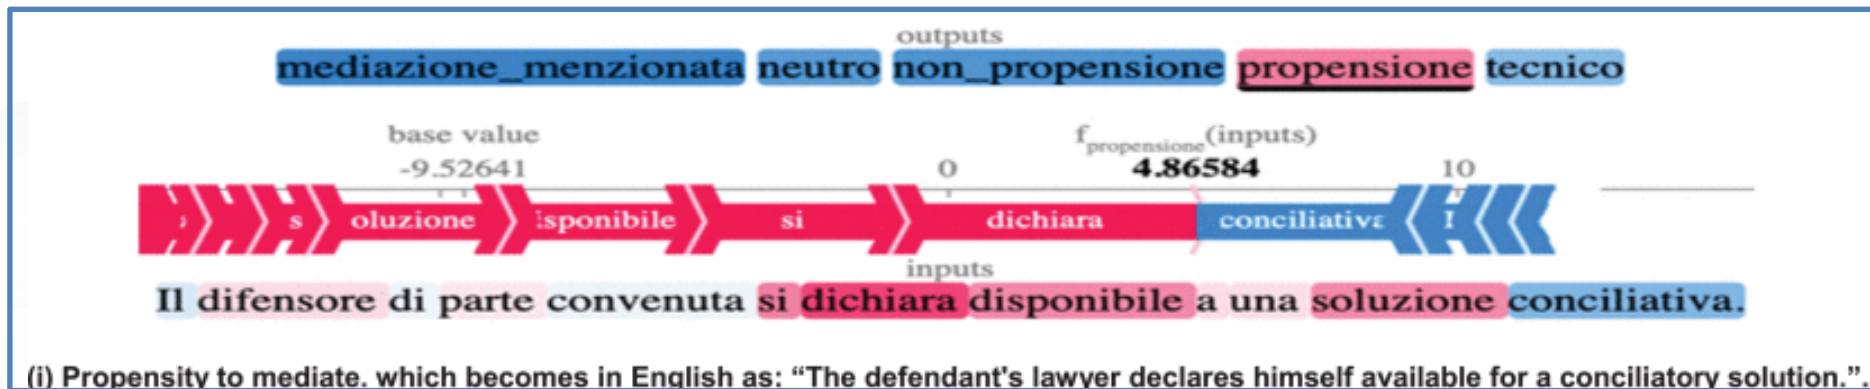 outputs
mediazione_menzionata neutro non_propensione propensione tecnico
base value f propensione (inputs)
-9.52641 0 4.86584 10
s oluzione isponibile si dichiara conciliativa I
inputs
Il difensore di parte convenuta si dichiara disponibile a una soluzione conciliativa.
(i) Propensity to mediate, which becomes in English as: “The defendant's lawyer declares himself available for a conciliatory solution.”